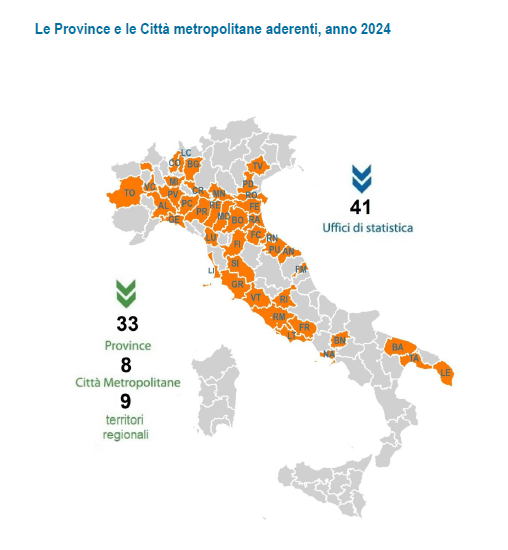 Le Province e le Città metropolitane aderenti, anno 2024
LC
CO BG
TV
TO VC MI CR MN PD
RO
AL PV PC PR RE MO FE
GE BO RA
LU FI FC RN
PU AN
LI SI
FM
GR
VT RI
RM
LT FR
BN
NA
BA
TA
LE
41
Uffici di statistica
33
Province
8
Città Metropolitane
9
territori
regionali